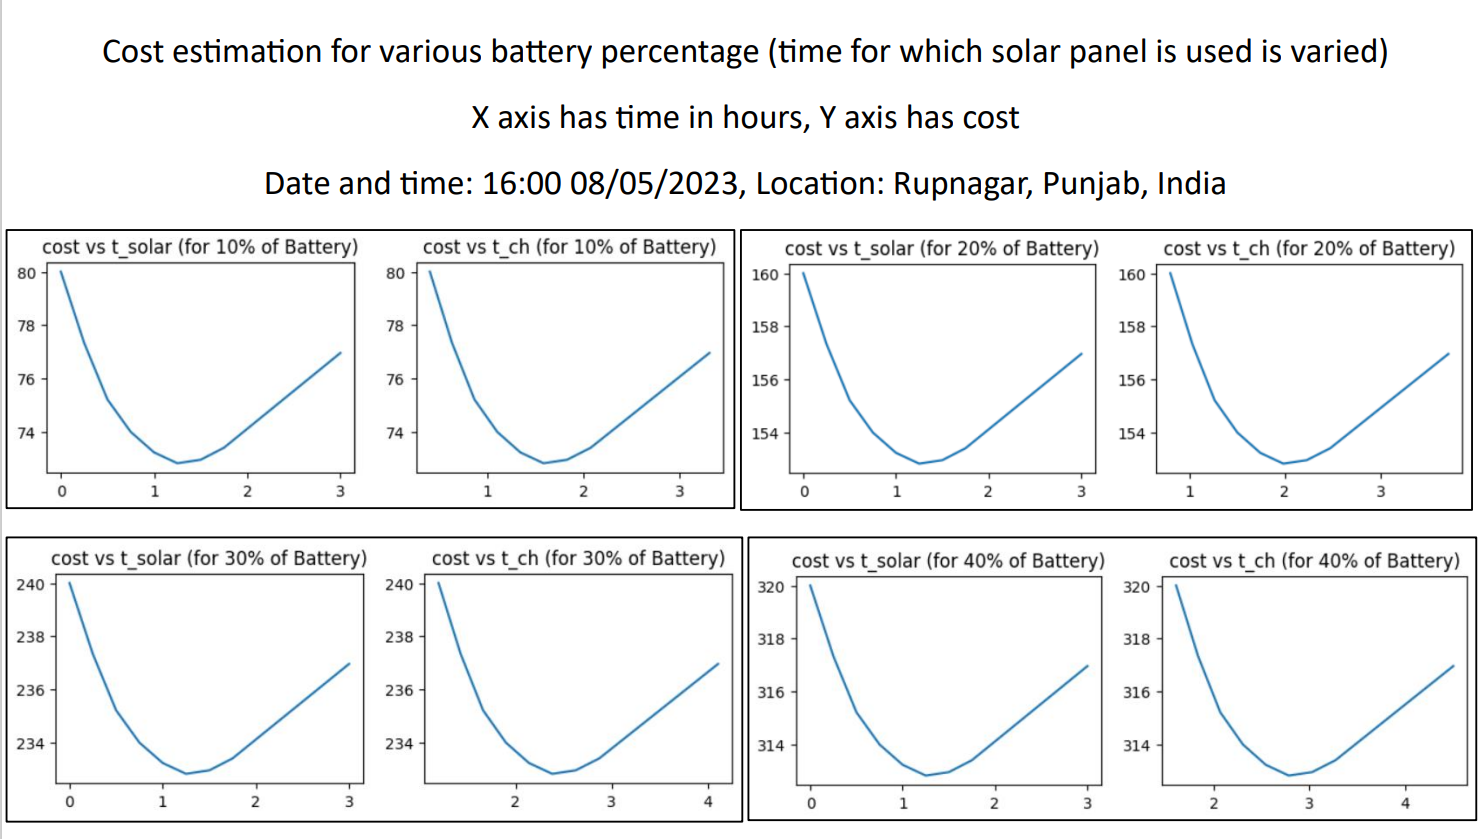 Cost estimation for various battery percentage (time for which solar panel is used is varied)
X axis has time in hours, Y axis has cost
Date and time: 16:00 08/05/2023, Location: Rupnagar, Punjab, India
cost vs t_solar (for 10% of Battery)
80
78
76
74
0 1 2 3
cost vs t_ch (for 10% of Battery)
80
78
76
74
1 2 3
cost vs t_solar (for 20% of Battery)
160
158
156
154
0 1 2 3
cost vs t_ch (for 20% of Battery)
160
158
156
154
1 2 3
cost vs t_solar (for 30% of Battery)
240
238
236
234
0 1 2 3
cost vs t_ch (for 30% of Battery)
240
238
236
234
2 3 4
cost vs t_solar (for 40% of Battery)
320
318
316
314
0 1 2 3
cost vs t_ch (for 40% of Battery)
320
318
316
314
2 3 4